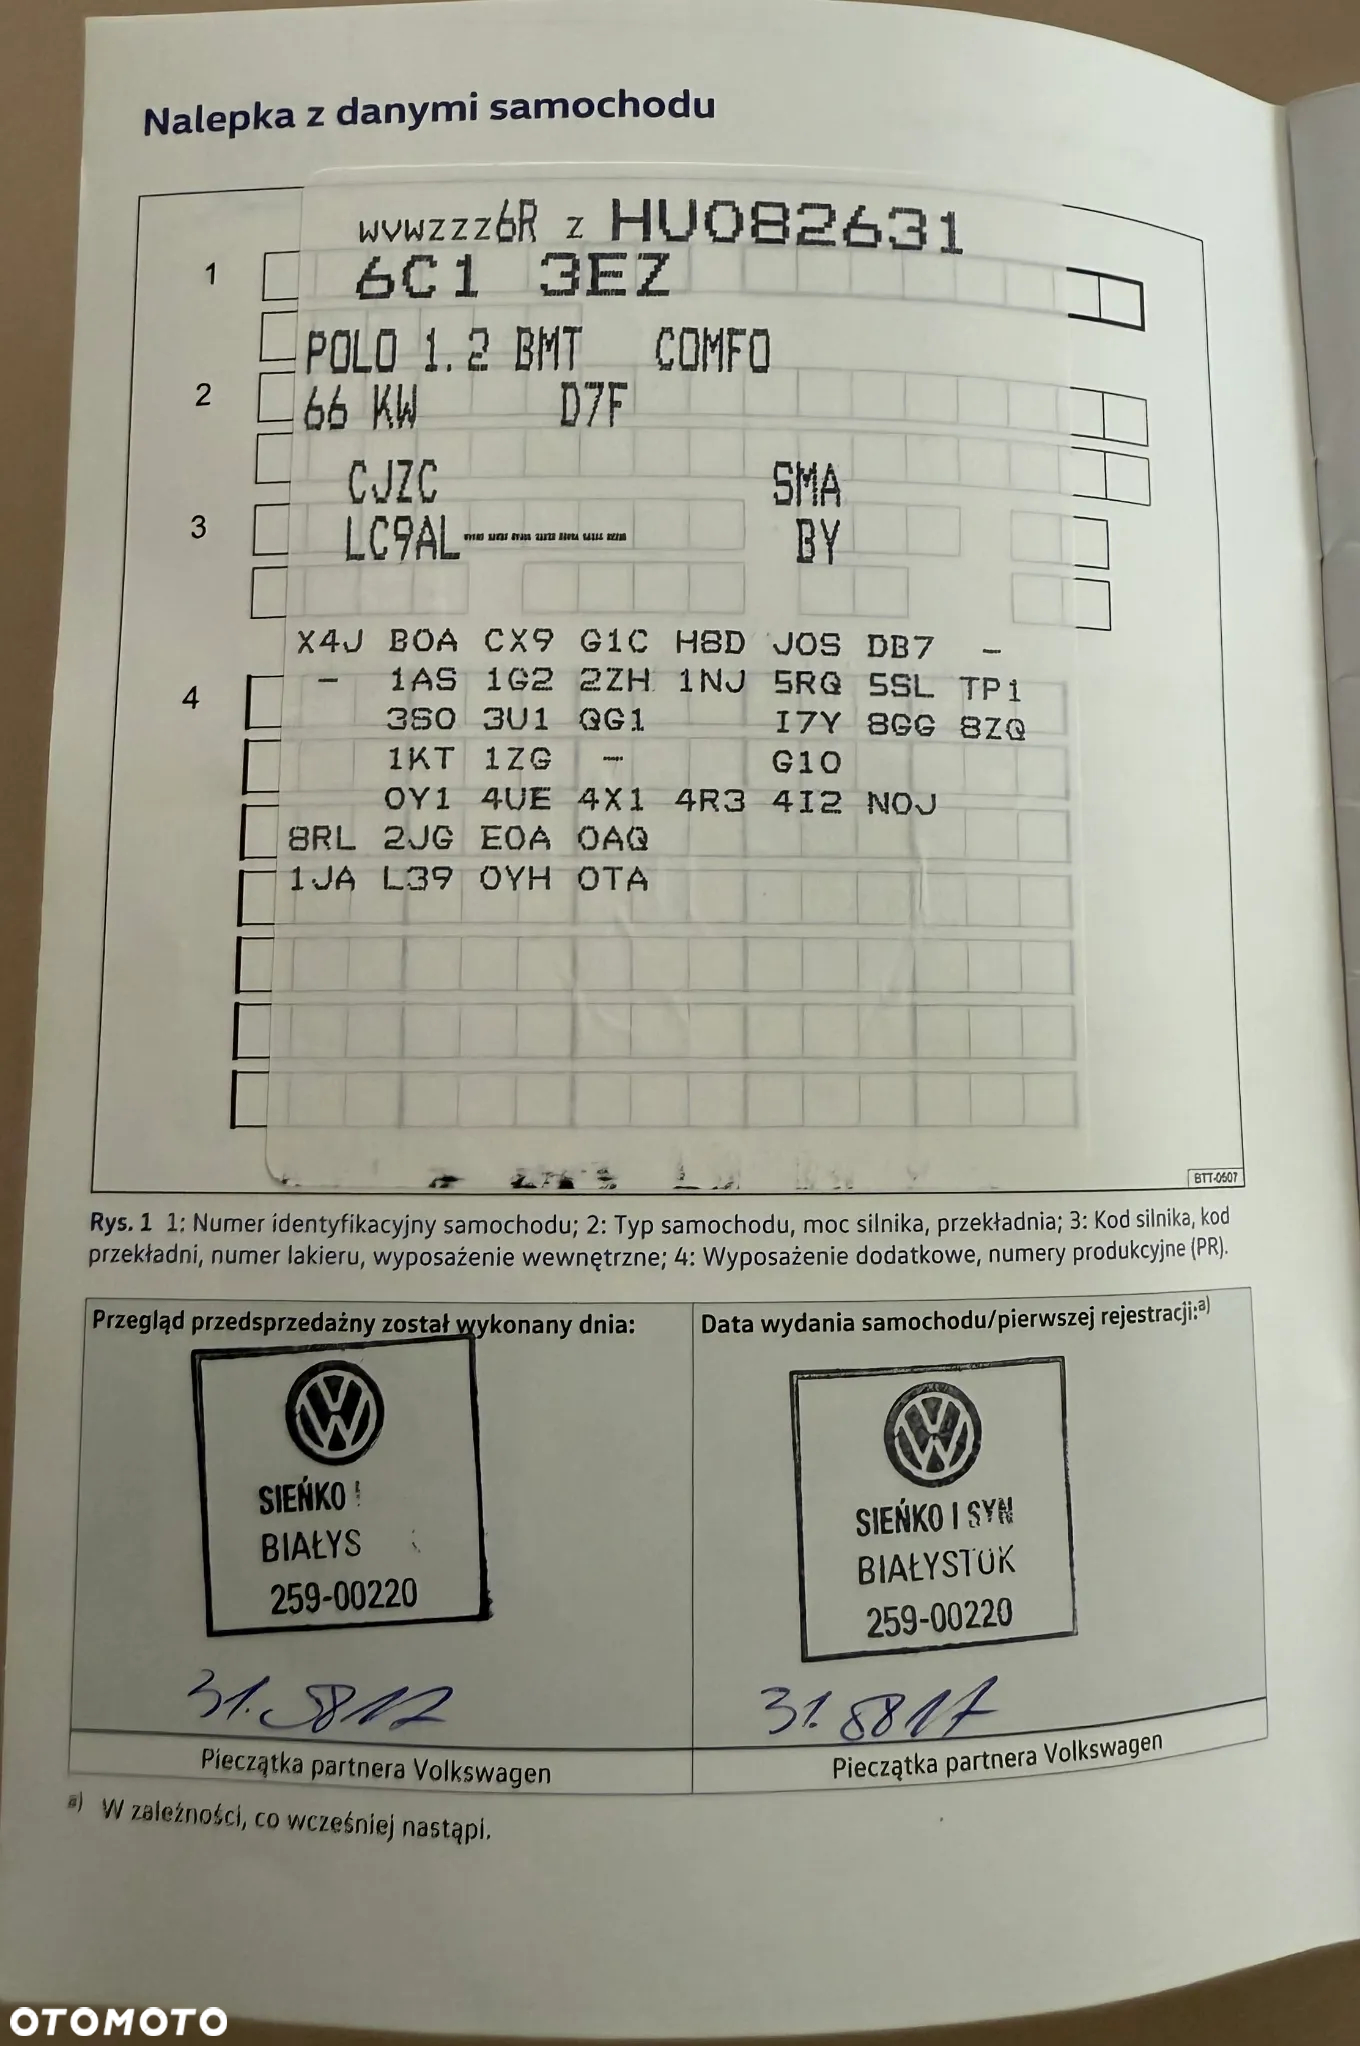 Nalepka z danymi samochodu
WVWZZZ6R Z HU082631
1 6C1 3EZ
POLO 1.2 BMT COMFO
2 66 KW D7F
CJZC SMA
3 LC9AL BY
X4J B0A CX9 G1C H8D J0S DB7 -
4 - 1AS 1G2 2ZH 1NJ 5RQ 5SL TP1
3S0 3U1 QG1 I7Y 8GG 8ZQ
1KT 1ZG - G10
0Y1 4UE 4X1 4R3 4I2 N0J
8RL 2JG E0A 0AQ
1JA L39 0YH 0TA
BTT-0607
Rys. 1 1: Numer identyfikacyjny samochodu; 2: Typ samochodu, moc silnika, przekładnia; 3: Kod silnika, kod
przekładni, numer lakieru, wyposażenie wewnętrzne; 4: Wyposażenie dodatkowe, numery produkcyjne (PR).
Przegląd przedsprzedażny został wykonany dnia:
SIEŃKO
BIAŁYS
259-00220
31.
Pieczątka partnera Volkswagen
Data wydania samochodu/pierwszej rejestracji:a)
SIEŃKO I SYN
BIAŁYSTOK
259-00220
31.
Pieczątka partnera Volkswagen
a) W zależności, co wcześniej nastąpi.
OTOMOTO